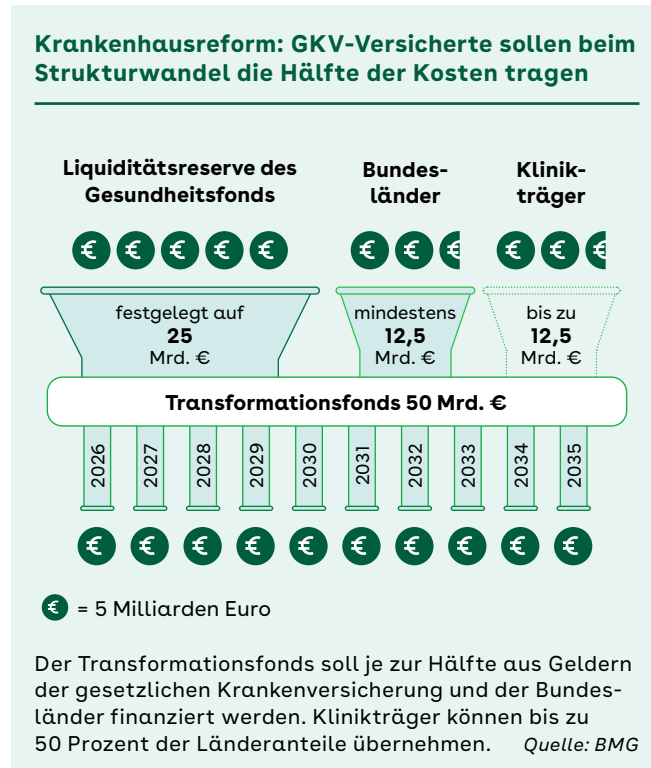 Krankenhausreform: GKV-Versicherte sollen beim
Strukturwandel die Hälfte der Kosten tragen
Liquiditätsreserve des
Gesundheitsfonds
Bundes-
länder
Klinik-
träger
€ € € € €
€ € €
€ € €
festgelegt auf
25
Mrd. €
mindestens
12,5
Mrd. €
bis zu
12,5
Mrd. €
Transformationsfonds 50 Mrd. €
2026 2027 2028 2029 2030 2031 2032 2033 2034 2035
€ € € € € € € € € €
€ = 5 Milliarden Euro
Der Transformationsfonds soll je zur Hälfte aus Geldern
der gesetzlichen Krankenversicherung und der Bundes-
länder finanziert werden. Klinikträger können bis zu
50 Prozent der Länderanteile übernehmen. Quelle: BMG